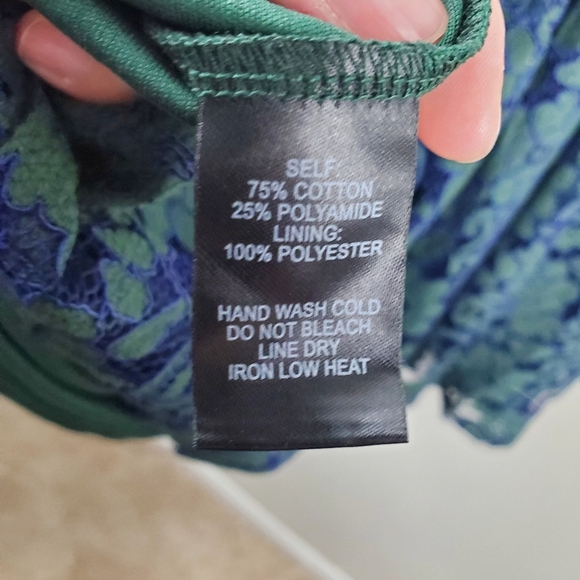 SELF:
75% COTTON
25% POLYAMIDE
LINING:
100% POLYESTER
HAND WASH COLD
DO NOT BLEACH
LINE DRY
IRON LOW HEAT